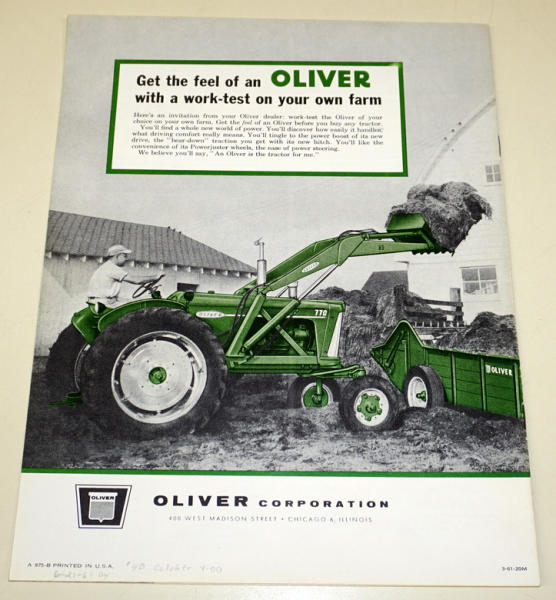 Get the feel of an OLIVER
with a work-test on your own farm
Here's an invitation from your Oliver dealer: work-test the Oliver of your
choice on your own farm. Get the feel of an Oliver before you buy any tractor.
You'll find a whole new world of power. You'll discover how easily it handles,
what driving comfort really means. You'll tingle to the power boost of its new
drive, the "bear-down" traction you get with its new hitch. You'll like the
convenience of its Powerjuster wheels, the ease of power steering.
We believe you'll say, "An Oliver is the tractor for me."
OLIVER
770
OLIVER
OLIVER
OLIVER CORPORATION
400 WEST MADISON STREET • CHICAGO 6, ILLINOIS
A 875-B PRINTED IN U.S.A.
3-61-20M